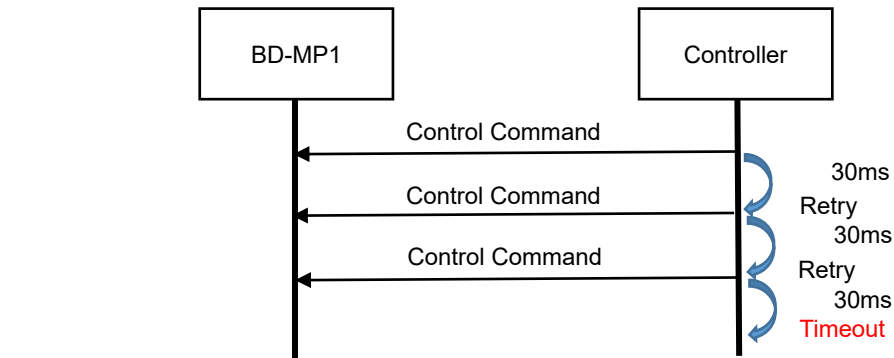 BD-MP1
Controller
Control Command
30ms
Control Command
Retry
30ms
Control Command
Retry
30ms
Timeout